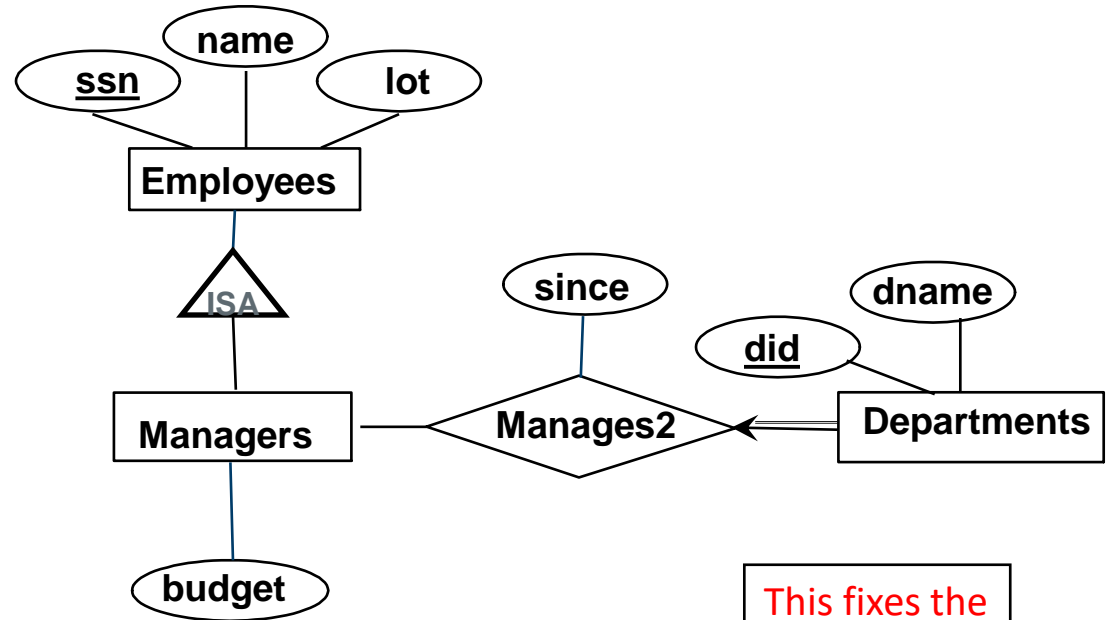 name
ssn
lot
Employees
ISA
since
dname
did
Managers
Manages2
Departments
budget
This fixes the